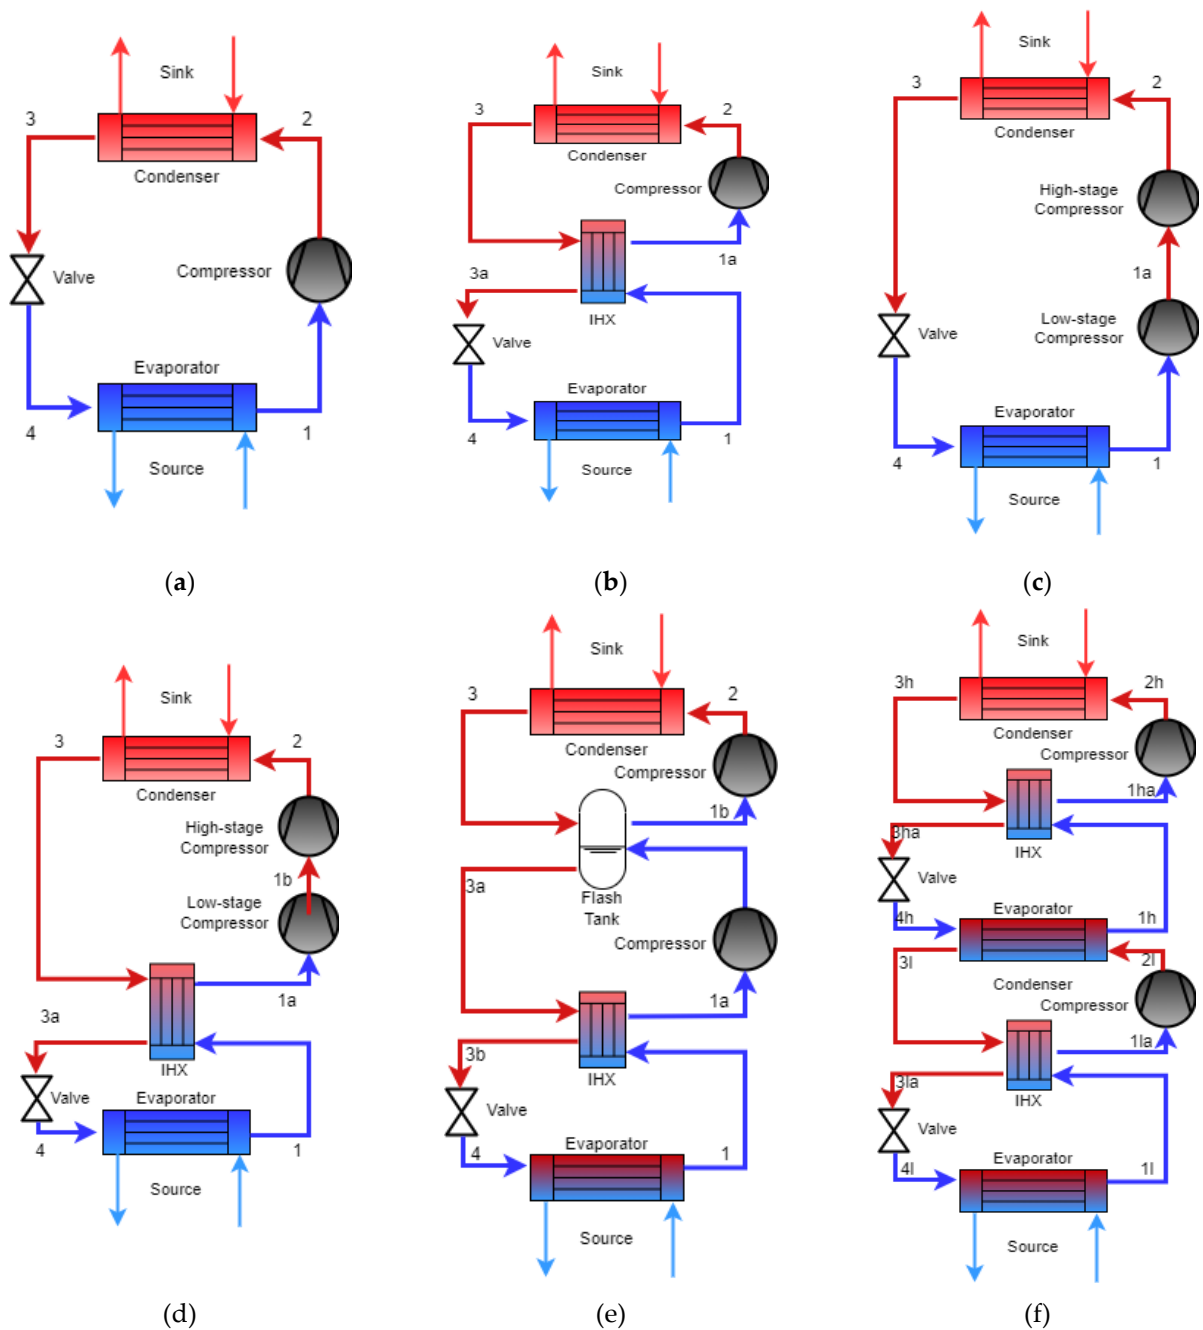 Sink
3
2
Condenser
Valve
Compressor
Evaporator
4
1
Source
(a)
Sink
3
2
Condenser
Compressor
3a
1a
IHX
Valve
Evaporator
4
1
Source
(b)
Sink
3
2
Condenser
High-stage
Compressor
1a
Low-stage
Compressor
Valve
Evaporator
4
1
Source
(c)
Sink
3
2
Condenser
High-stage
Compressor
1b
Low-stage
Compressor
1a
3a
IHX
Valve
Evaporator
4
1
Source
(d)
Sink
3
2
Condenser
Compressor
1b
3a
Flash
Tank
Compressor
1a
3b
IHX
Valve
Evaporator
4
1
Source
(e)
Sink
3h
2h
Condenser
Compressor
1ha
3ha
IHX
Valve
Evaporator
4h
1h
3l
2l
Condenser
Compressor
1la
3la
IHX
Valve
Evaporator
4l
1l
Source
(f)